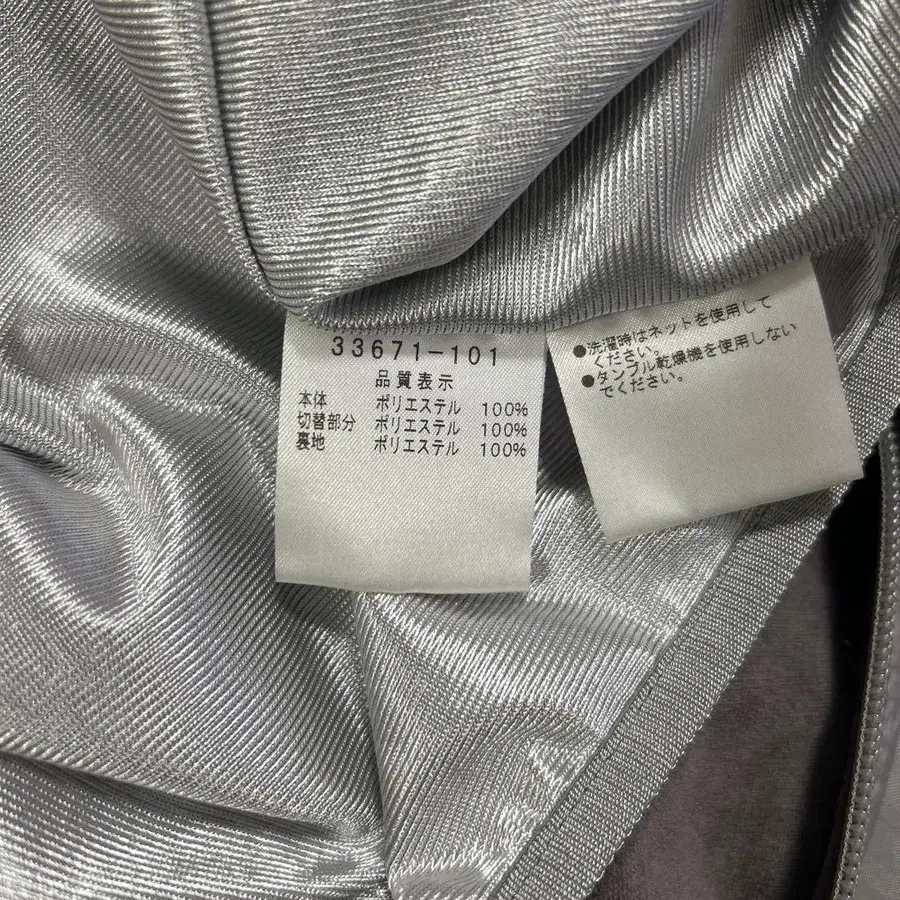 33671-101
品質表示
本体 ポリエステル 100%
切替部分 ポリエステル 100%
裏地 ポリエステル 100%
●洗濯時はネットを使用して
ください。
●タンブル乾燥機を使用しない
でください。